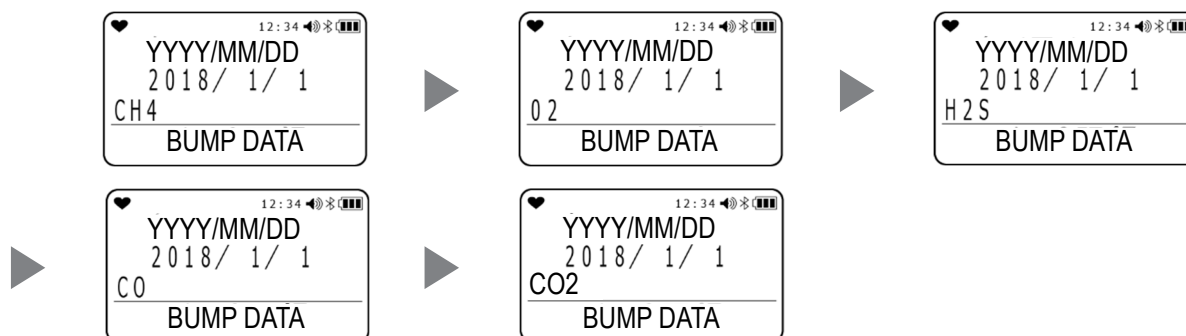 12:34
YYYY/MM/DD
2018/ 1/ 1
CH4
BUMP DATA
12:34
YYYY/MM/DD
2018/ 1/ 1
O2
BUMP DATA
12:34
YYYY/MM/DD
2018/ 1/ 1
H2S
BUMP DATA
12:34
YYYY/MM/DD
2018/ 1/ 1
CO
BUMP DATA
12:34
YYYY/MM/DD
2018/ 1/ 1
CO2
BUMP DATA